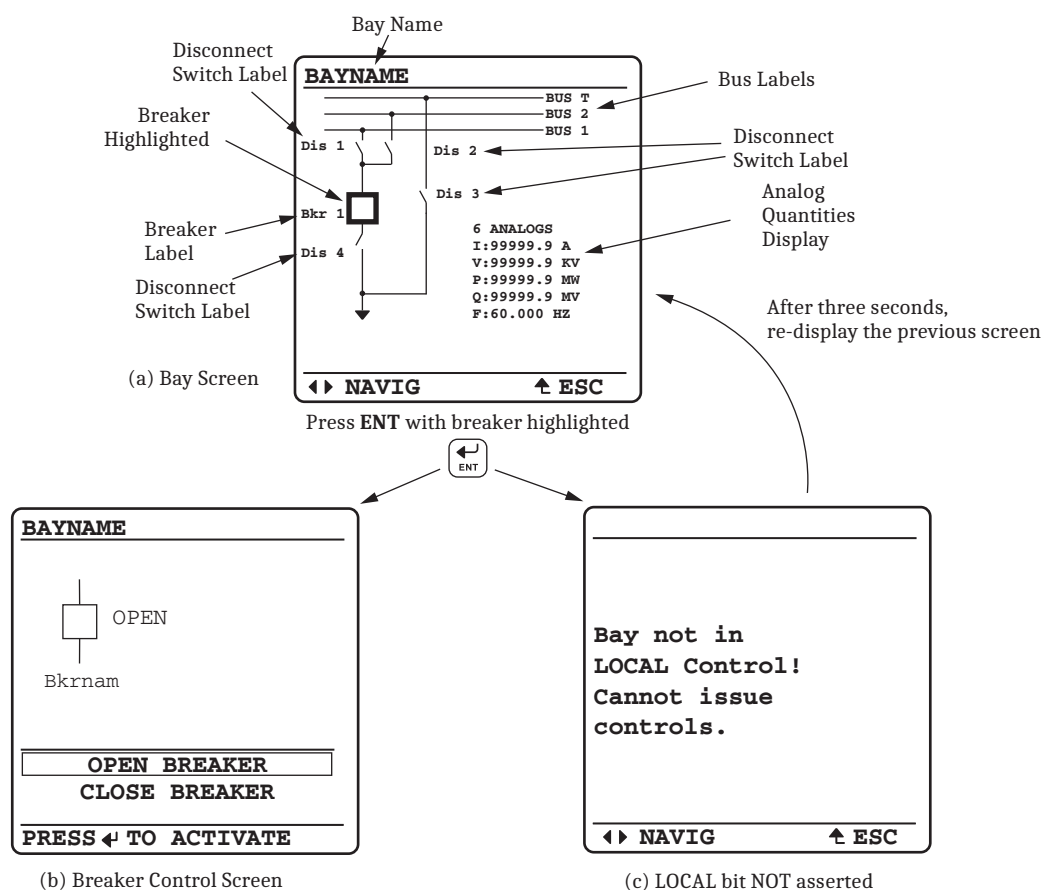 Bay Name
Disconnect
Switch Label
Breaker
Highlighted
Breaker
Label
Disconnect
Switch Label
BAYNAME
BUS T
BUS 2
BUS 1
Dis 1
Dis 2
Dis 3
Bkr 1
Dis 4
6 ANALOGS
I:99999.9 A
V:99999.9 KV
P:99999.9 MW
Q:99999.9 MV
F:60.000 HZ
NAVIG ESC
Bus Labels
Disconnect
Switch Label
Analog
Quantities
Display
After three seconds,
re-display the previous screen
(a) Bay Screen
Press ENT with breaker highlighted
ENT
BAYNAME
OPEN
Bkrnam
OPEN BREAKER
CLOSE BREAKER
PRESS TO ACTIVATE
(b) Breaker Control Screen
Bay not in
LOCAL Control!
Cannot issue
controls.
NAVIG ESC
(c) LOCAL bit NOT asserted